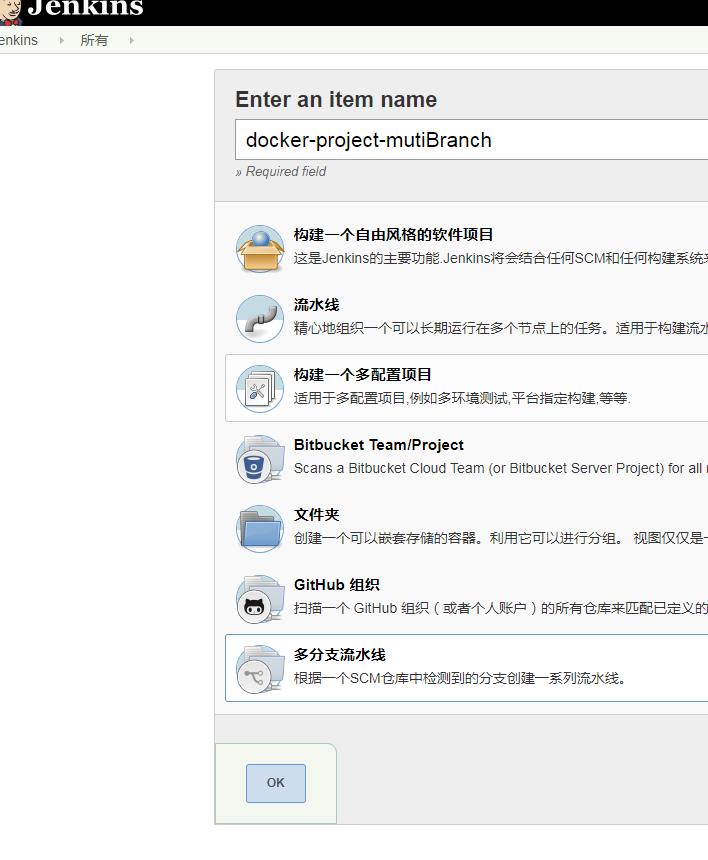 Jenkins
enkins 所有
Enter an item name
docker-project-mutiBranch
» Required field
构建一个自由风格的软件项目
这是Jenkins的主要功能.Jenkins将会结合任何SCM和任何构建系统
流水线
精心地组织一个可以长期运行在多个节点上的任务。适用于构建流
构建一个多配置项目
适用于多配置项目,例如多环境测试,平台指定构建,等等.
Bitbucket Team/Project
Scans a Bitbucket Cloud Team (or Bitbucket Server Project) for all
文件夹
创建一个可以嵌套存储的容器。利用它可以进行分组。 视图仅仅是
GitHub 组织
扫描一个 GitHub 组织（或者个人账户）的所有仓库来匹配已定义的
多分支流水线
根据一个SCM仓库中检测到的分支创建一系列流水线。
OK